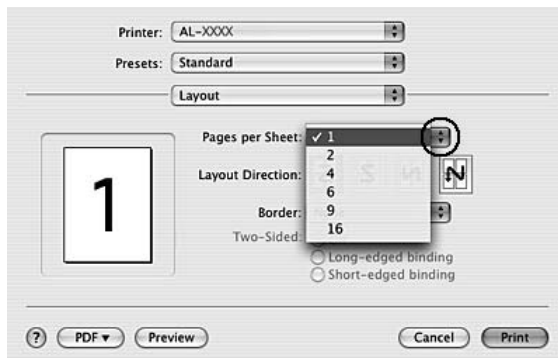 Printer: AL-XXXX
Presets: Standard
Layout
Pages per Sheet: ✓ 1
2
4
6
9
16
Layout Direction:
Border:
Two-Sided:
Long-edged binding
Short-edged binding
1
? PDF▼ Preview Cancel Print